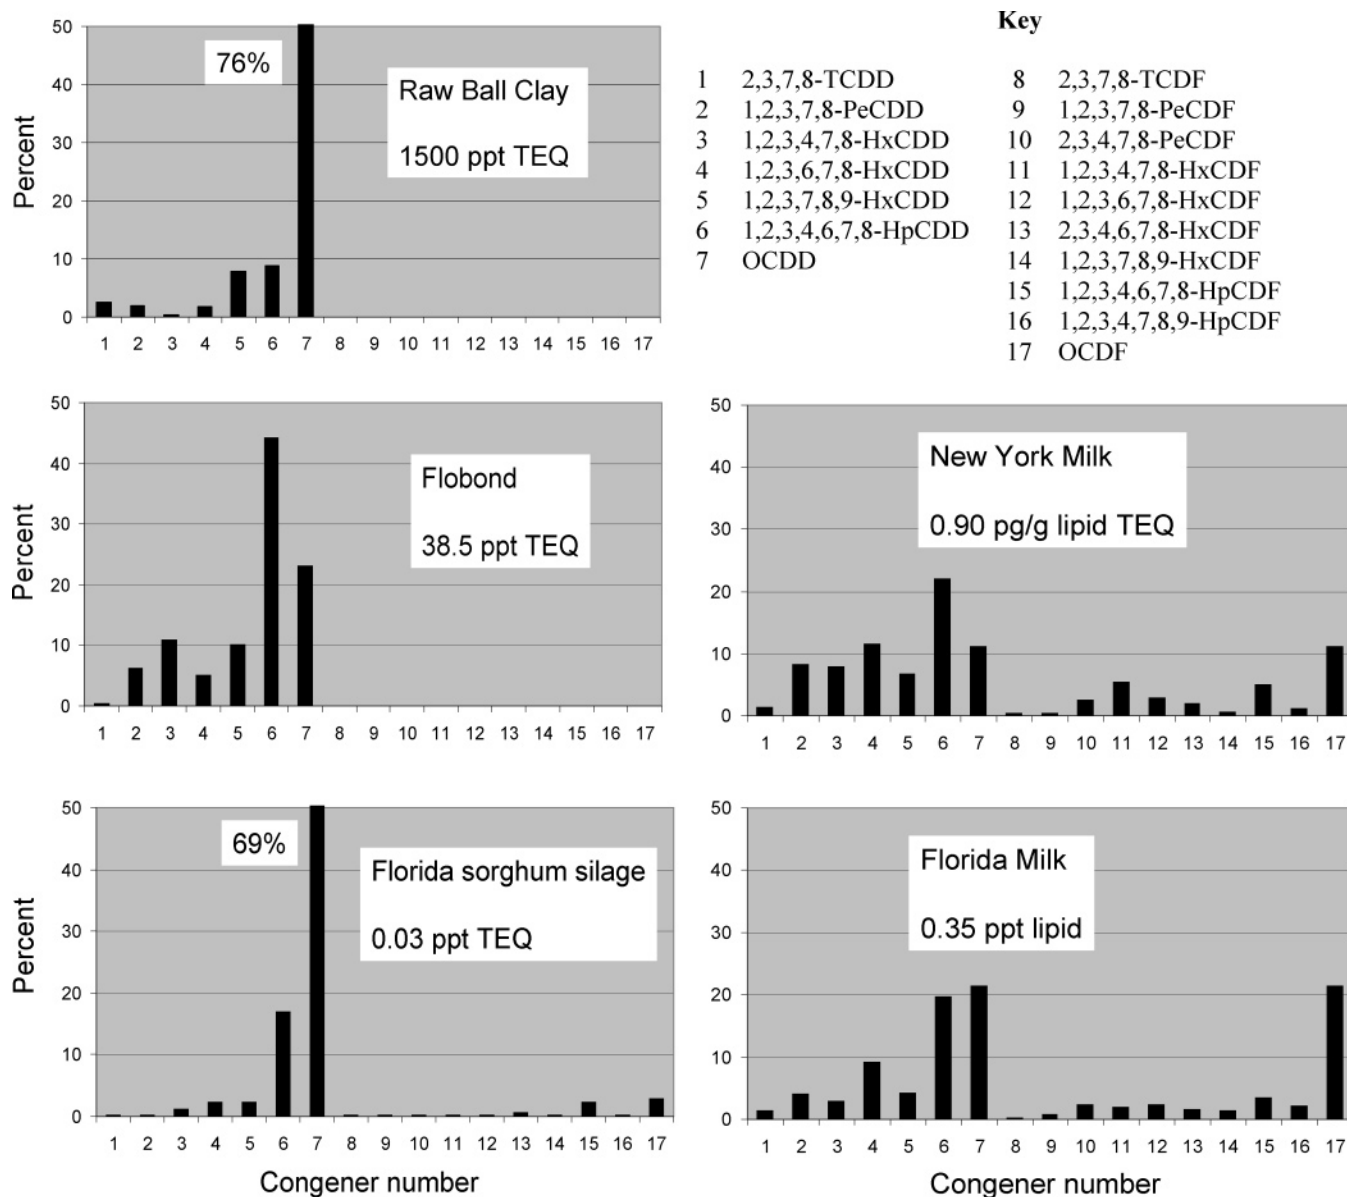 50
40
30
20
10
0
Percent
76%
Raw Ball Clay
1500 ppt TEQ
1 2 3 4 5 6 7 8 9 10 11 12 13 14 15 16 17
Key
1 2,3,7,8-TCDD
2 1,2,3,7,8-PeCDD
3 1,2,3,4,7,8-HxCDD
4 1,2,3,6,7,8-HxCDD
5 1,2,3,7,8,9-HxCDD
6 1,2,3,4,6,7,8-HpCDD
7 OCDD
8 2,3,7,8-TCDF
9 1,2,3,7,8-PeCDF
10 2,3,4,7,8-PeCDF
11 1,2,3,4,7,8-HxCDF
12 1,2,3,6,7,8-HxCDF
13 2,3,4,6,7,8-HxCDF
14 1,2,3,7,8,9-HxCDF
15 1,2,3,4,6,7,8-HpCDF
16 1,2,3,4,7,8,9-HpCDF
17 OCDF
50
40
30
20
10
0
Percent
Flobond
38.5 ppt TEQ
1 2 3 4 5 6 7 8 9 10 11 12 13 14 15 16 17
50
40
30
20
10
0
New York Milk
0.90 pg/g lipid TEQ
1 2 3 4 5 6 7 8 9 10 11 12 13 14 15 16 17
50
40
30
20
10
0
Percent
69%
Florida sorghum silage
0.03 ppt TEQ
1 2 3 4 5 6 7 8 9 10 11 12 13 14 15 16 17
Congener number
50
40
30
20
10
0
Florida Milk
0.35 ppt lipid
1 2 3 4 5 6 7 8 9 10 11 12 13 14 15 16 17
Congener number